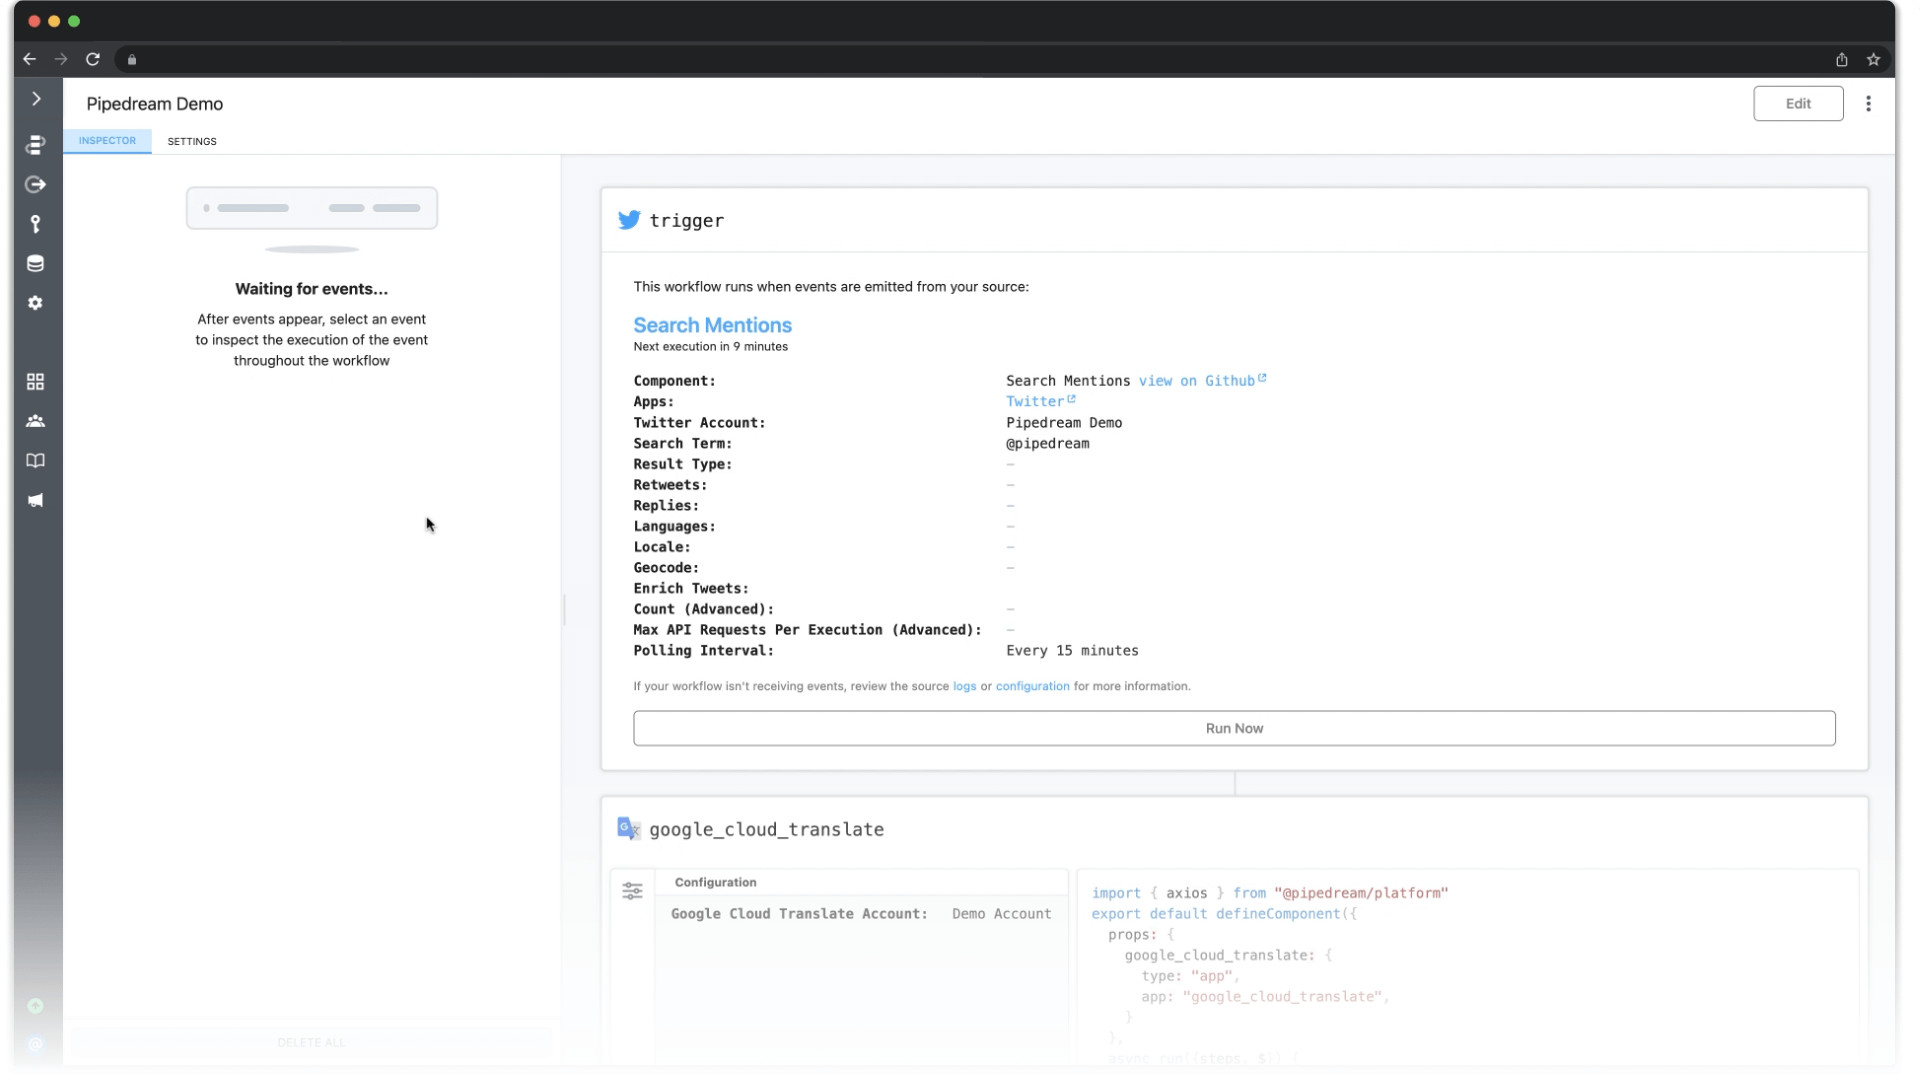 Pipedream Demo
Edit
INSPECTOR
SETTINGS
Waiting for events...
After events appear, select an event
to inspect the execution of the event
throughout the workflow
trigger
This workflow runs when events are emitted from your source:
Search Mentions
Next execution in 9 minutes
Component: Search Mentions view on Github
Apps: Twitter
Twitter Account: Pipedream Demo
Search Term: @pipedream
Result Type: –
Retweets: –
Replies: –
Languages: –
Locale: –
Geocode: –
Enrich Tweets:
Count (Advanced): –
Max API Requests Per Execution (Advanced): –
Polling Interval: Every 15 minutes
If your workflow isn't receiving events, review the source logs or configuration for more information.
Run Now
google_cloud_translate
Configuration
Google Cloud Translate Account: Demo Account
import { axios } from "@pipedream/platform"
export default defineComponent({
props: {
google_cloud_translate: {
type: "app",
app: "google_cloud_translate",
}
},
async run({steps, $}) {
DELETE ALL